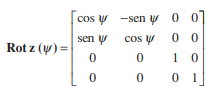 cos ψ −sen ψ 0 0
sen ψ cos ψ 0 0
Rot z (ψ) =
0 0 1 0
0 0 0 1